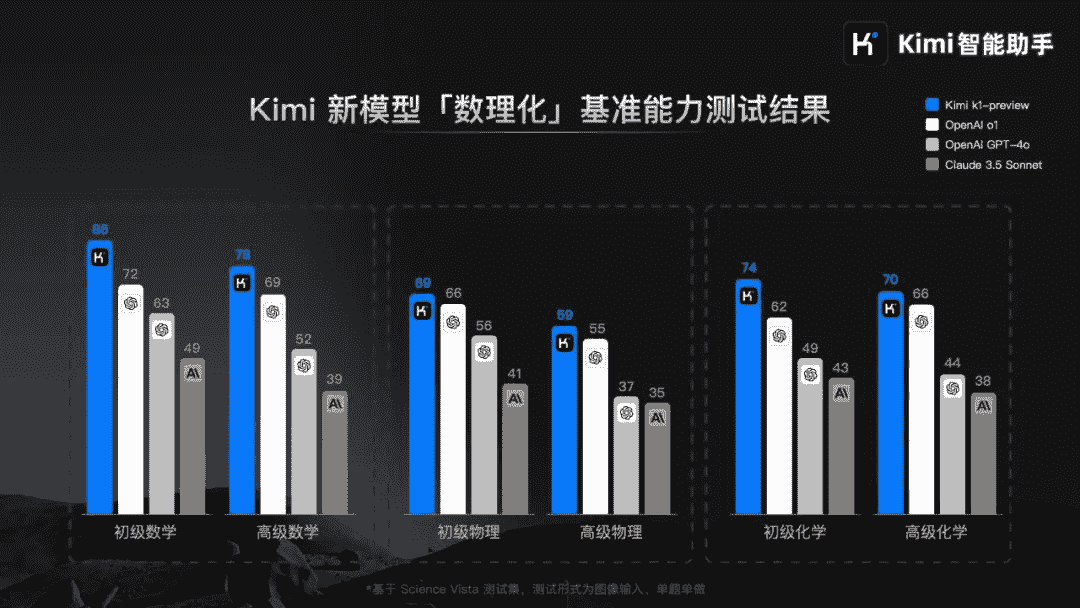 Kimi智能助手
Kimi 新模型「数理化」基准能力测试结果
Kimi k1-preview
OpenAI o1
OpenAI GPT-4o
Claude 3.5 Sonnet
86
72
63
49
初级数学
78
69
52
39
高级数学
69
66
56
41
初级物理
59
55
37
35
高级物理
74
62
49
43
初级化学
70
66
44
38
高级化学
*基于 Science Vista 测试集，测试形式为图像输入、单题单做